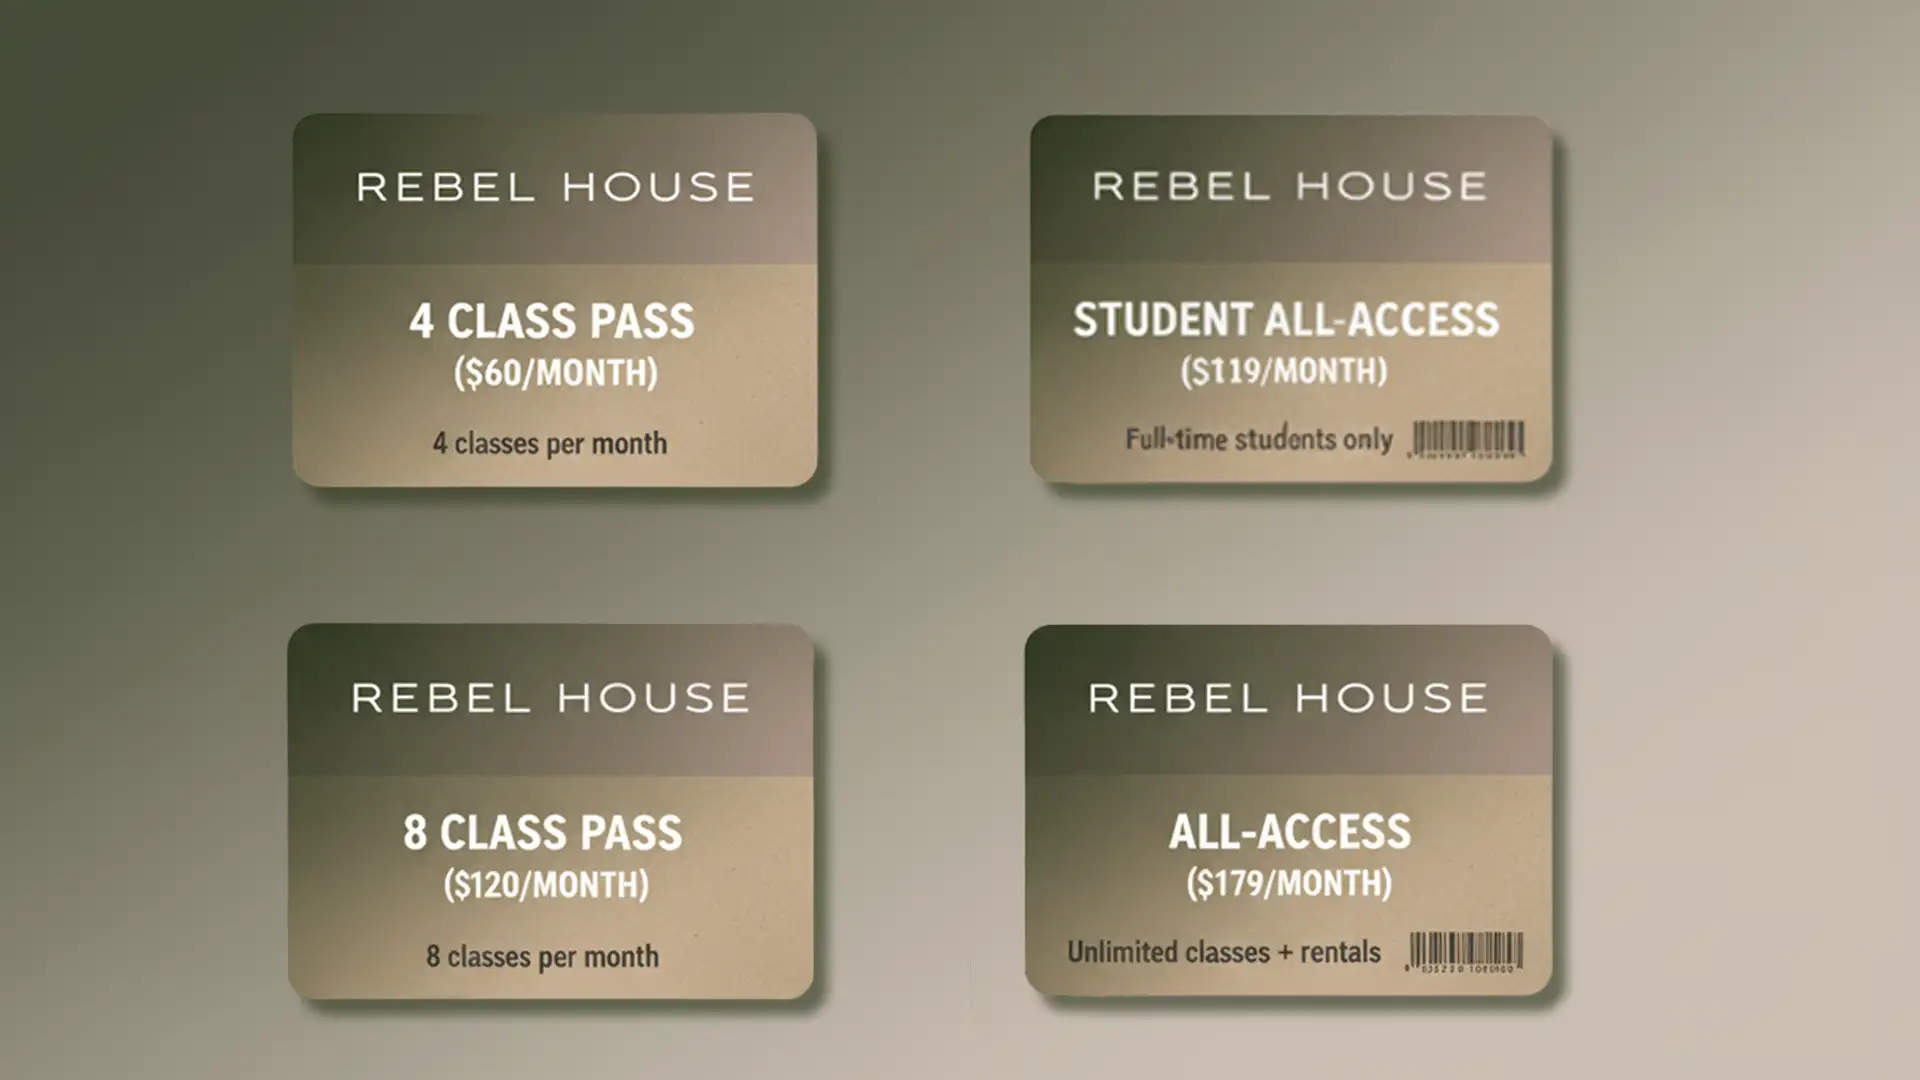 REBEL HOUSE
4 CLASS PASS
($60/MONTH)
4 classes per month
REBEL HOUSE
STUDENT ALL-ACCESS
($119/MONTH)
Full-time students only
REBEL HOUSE
8 CLASS PASS
($120/MONTH)
8 classes per month
REBEL HOUSE
ALL-ACCESS
($179/MONTH)
Unlimited classes + rentals